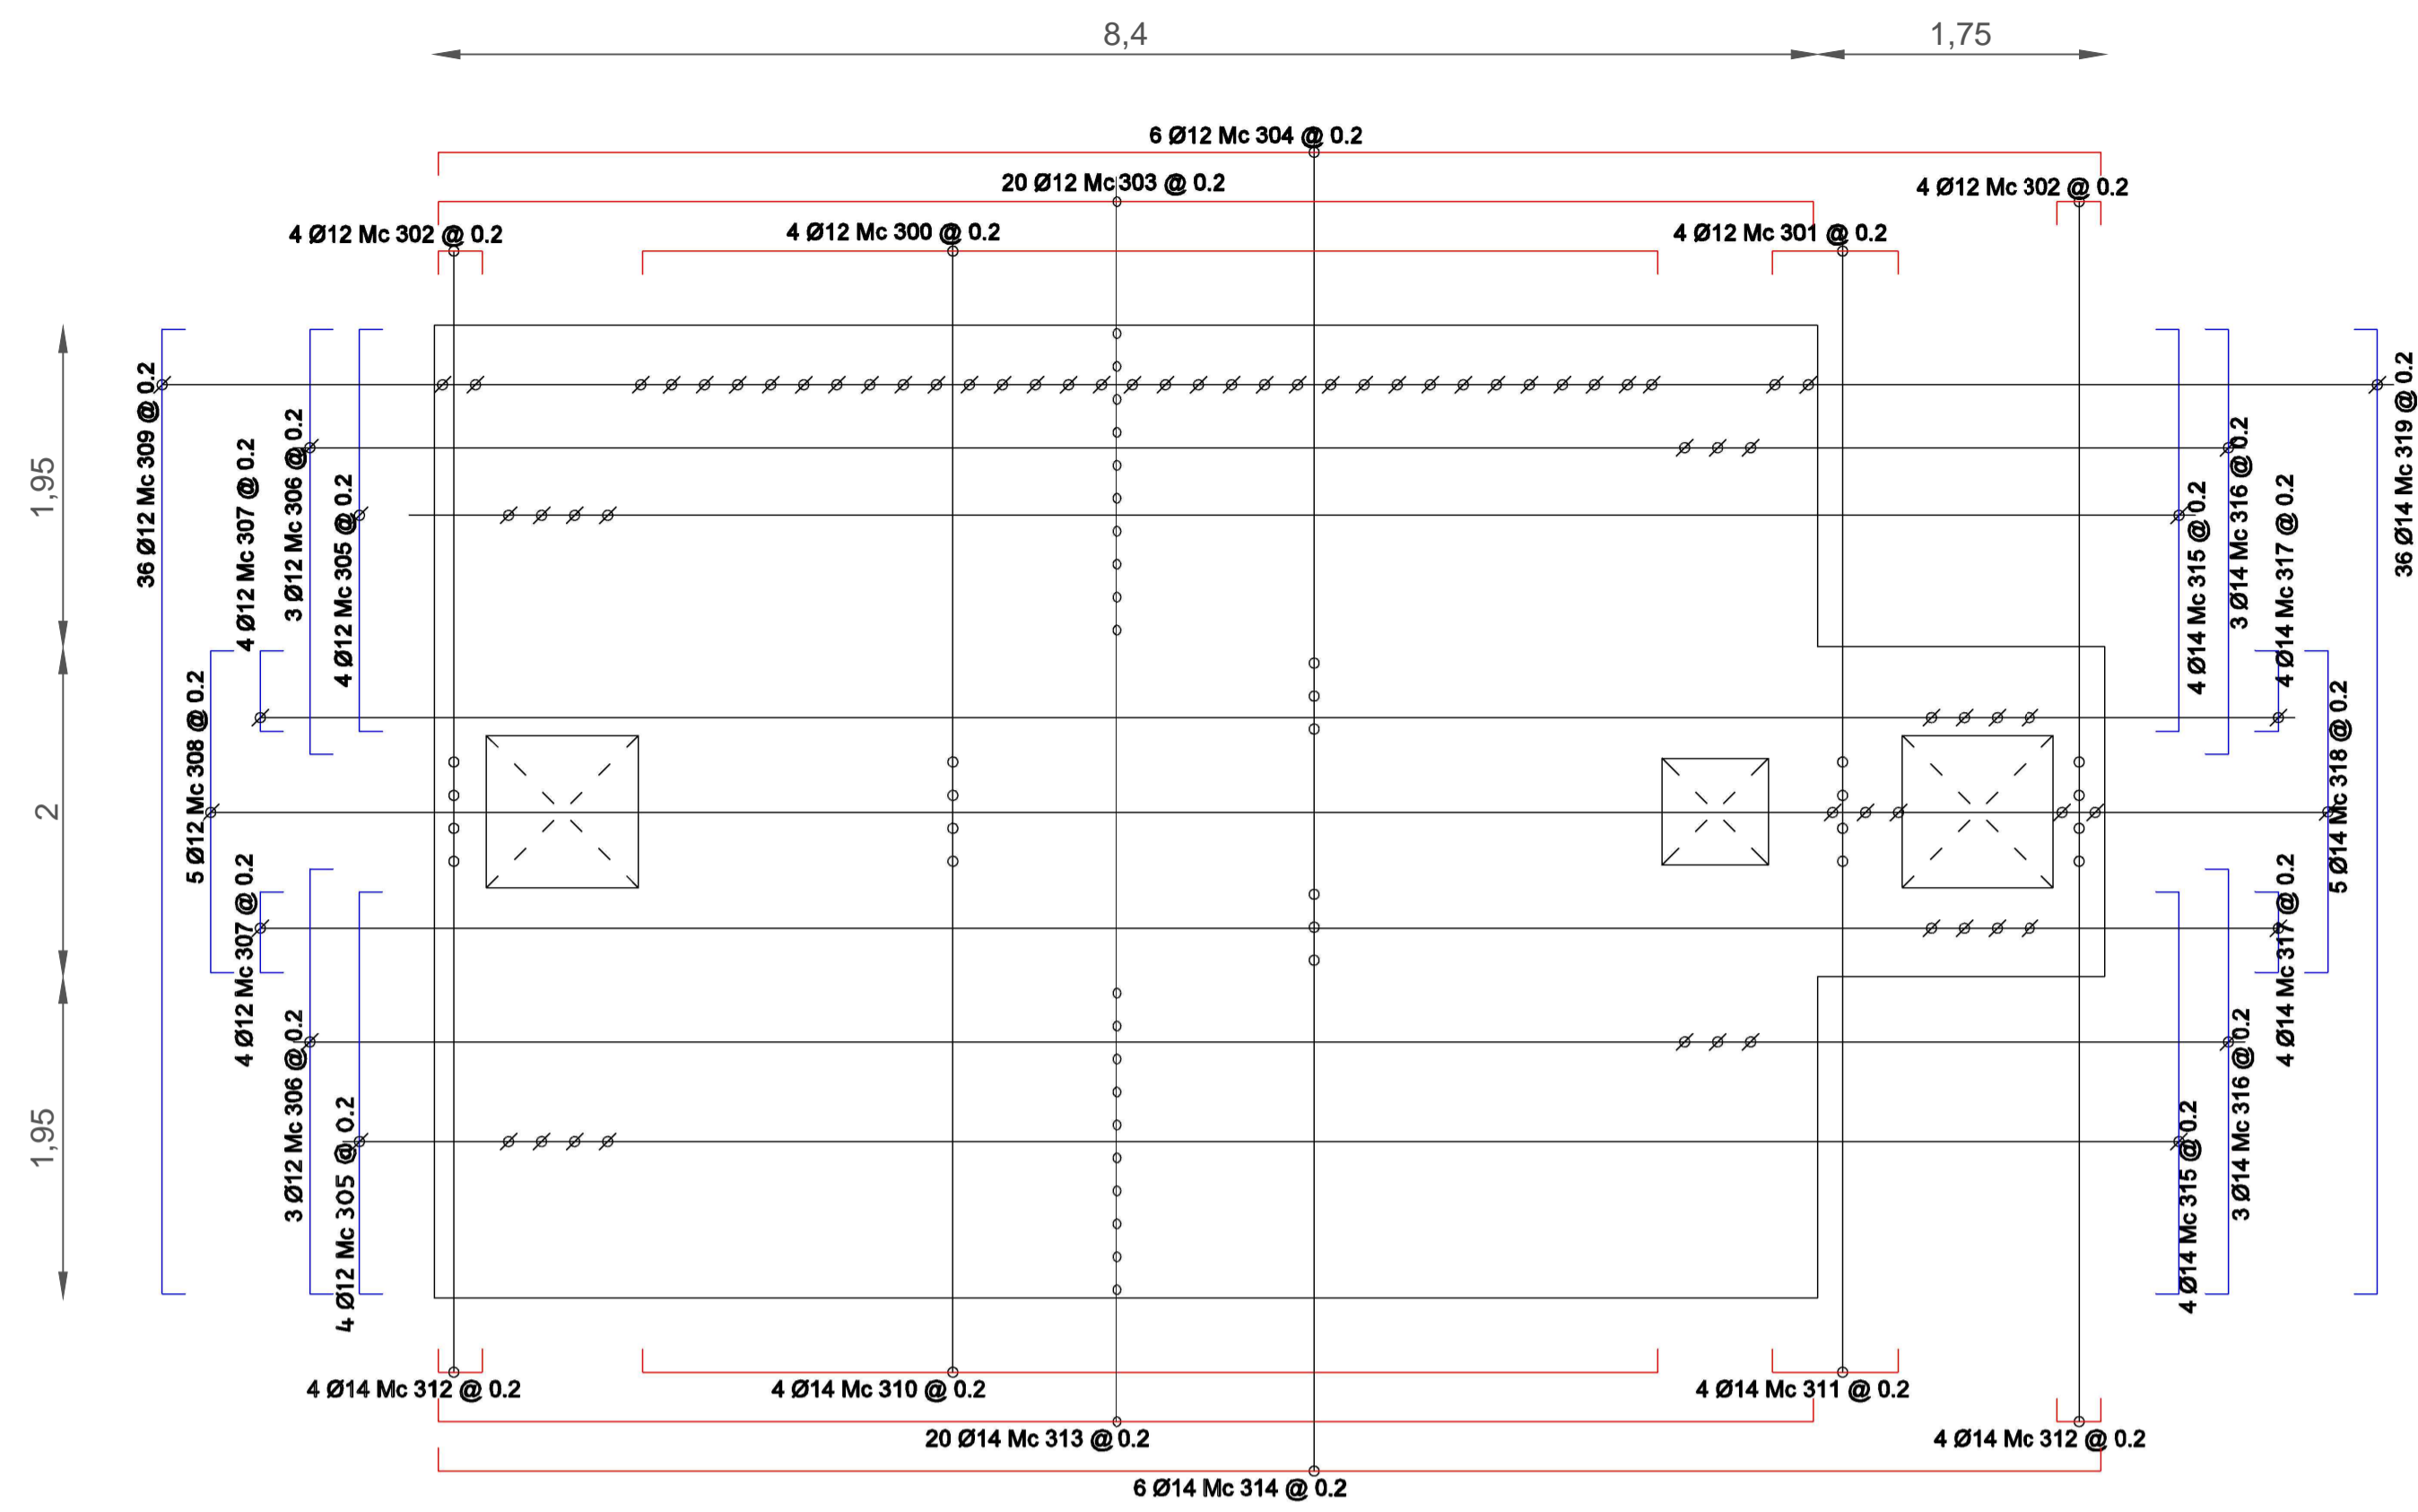 8,4
1,75
6 Ø12 Mc 304 @ 0.2
20 Ø12 Mc 303 @ 0.2
4 Ø12 Mc 302 @ 0.2
4 Ø12 Mc 302 @ 0.2
4 Ø12 Mc 300 @ 0.2
4 Ø12 Mc 301 @ 0.2
1,95
2
1,95
36 Ø12 Mc 309 @ 0.2
5 Ø12 Mc 308 @ 0.2
4 Ø12 Mc 307 @ 0.2
3 Ø12 Mc 306 @ 0.2
4 Ø12 Mc 305 @ 0.2
4 Ø12 Mc 307 @ 0.2
3 Ø12 Mc 306 @ 0.2
4 Ø12 Mc 305 @ 0.2
4 Ø14 Mc 315 @ 0.2
3 Ø14 Mc 316 @ 0.2
4 Ø14 Mc 317 @ 0.2
5 Ø14 Mc 318 @ 0.2
36 Ø14 Mc 319 @ 0.2
4 Ø14 Mc 315 @ 0.2
3 Ø14 Mc 316 @ 0.2
4 Ø14 Mc 317 @ 0.2
4 Ø14 Mc 312 @ 0.2
4 Ø14 Mc 310 @ 0.2
4 Ø14 Mc 311 @ 0.2
20 Ø14 Mc 313 @ 0.2
4 Ø14 Mc 312 @ 0.2
6 Ø14 Mc 314 @ 0.2